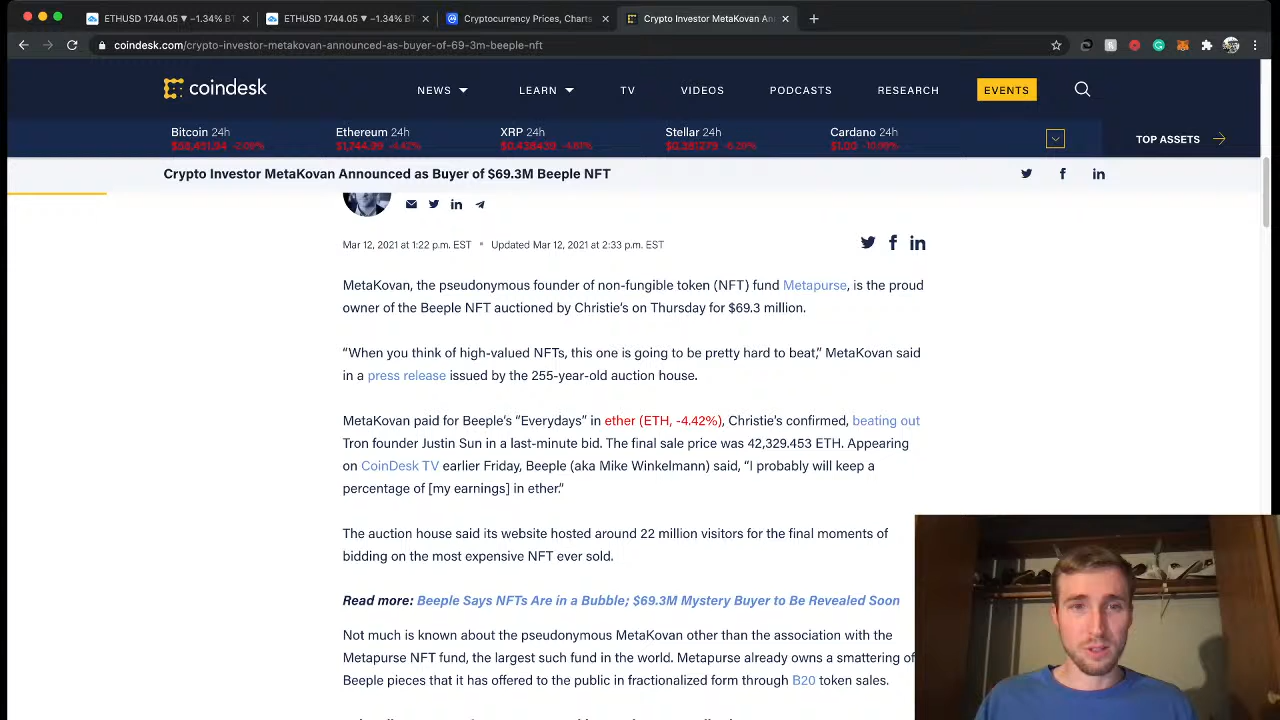 ETHUSD 1744.05 ▼ −1.34% BTHUS
ETHUSD 1744.05 ▼ −1.34% BTHUS
Cryptocurrency Prices, Charts
Crypto Investor MetaKovan An
coindesk.com/crypto-investor-metakovan-announced-as-buyer-of-69-3m-beeple-nft
coindesk
NEWS LEARN TV VIDEOS PODCASTS RESEARCH EVENTS
Bitcoin 24h Ethereum 24h XRP 24h Stellar 24h Cardano 24h
-2.09% $1,744.99 -4.42% $0.438439 -4.87% $0.381279 -5.29% $1.00 -10.09%
TOP ASSETS
Crypto Investor MetaKovan Announced as Buyer of $69.3M Beeple NFT
Mar 12, 2021 at 1:22 p.m. EST • Updated Mar 12, 2021 at 2:33 p.m. EST
MetaKovan, the pseudonymous founder of non-fungible token (NFT) fund Metapurse, is the proud
owner of the Beeple NFT auctioned by Christie's on Thursday for $69.3 million.
“When you think of high-valued NFTs, this one is going to be pretty hard to beat,” MetaKovan said
in a press release issued by the 255-year-old auction house.
MetaKovan paid for Beeple's “Everydays” in ether (ETH, -4.42%), Christie's confirmed, beating out
Tron founder Justin Sun in a last-minute bid. The final sale price was 42,329.453 ETH. Appearing
on CoinDesk TV earlier Friday, Beeple (aka Mike Winkelmann) said, “I probably will keep a
percentage of [my earnings] in ether.”
The auction house said its website hosted around 22 million visitors for the final moments of
bidding on the most expensive NFT ever sold.
Read more: Beeple Says NFTs Are in a Bubble; $69.3M Mystery Buyer to Be Revealed Soon
Not much is known about the pseudonymous MetaKovan other than the association with the
Metapurse NFT fund, the largest such fund in the world. Metapurse already owns a smattering of
Beeple pieces that it has offered to the public in fractionalized form through B20 token sales.